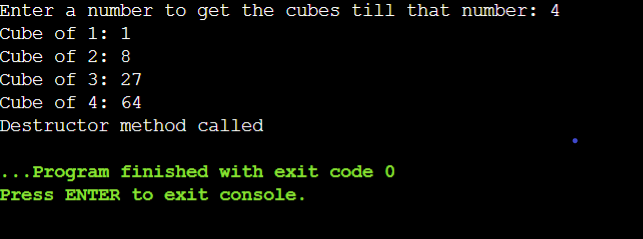 Enter a number to get the cubes till that number: 4
Cube of 1: 1
Cube of 2: 8
Cube of 3: 27
Cube of 4: 64
Destructor method called
...Program finished with exit code 0
Press ENTER to exit console.